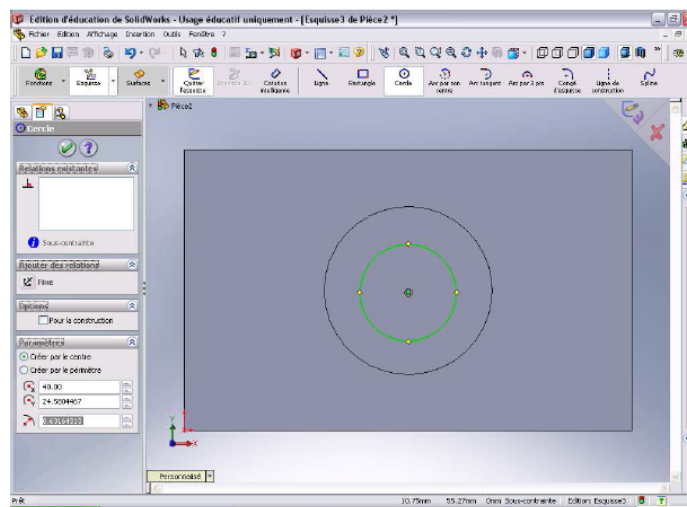 Edition d'éducation de SolidWorks - Usage éducatif uniquement - [Esquisse3 de Pièce2 *]
Fichier Edition Affichage Insertion Outils Fenêtre ?
Fonctions Esquisse Surfaces Quitter l'esquisse Cotation intelligente Ligne Rectangle Cercle Arc par son centre Arc tangent Arc par 3 pts Congé d'esquisse Ligne de construction Spline
Pièce2
Cercle
Relations existantes
Sous-contrainte
Ajouter des relations
Fixe
Options
Pour la construction
Paramètres
Créer par le centre
Créer par le périmètre
40.00
24.5804467
Y
X
Personnalisé
Prêt
10.75mm 55.27mm 0mm Sous-contrainte Edition: Esquisse3